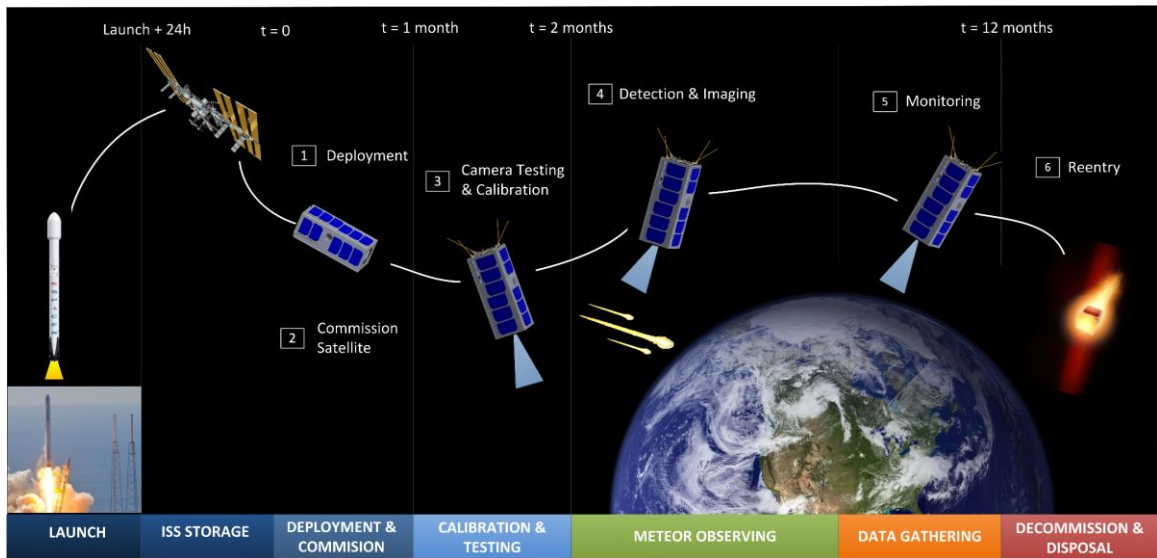 Launch + 24h
t = 0
t = 1 month
t = 2 months
t = 12 months
1 Deployment
2 Commission
Satellite
3 Camera Testing
& Calibration
4 Detection & Imaging
5 Monitoring
6 Reentry
LAUNCH
ISS STORAGE
DEPLOYMENT &
COMMISION
CALIBRATION &
TESTING
METEOR OBSERVING
DATA GATHERING
DECOMMISSION &
DISPOSAL